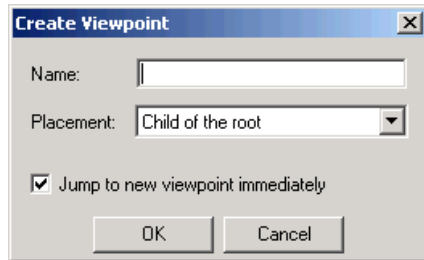 Create Viewpoint
Name:
Placement: Child of the root
Jump to new viewpoint immediately
OK Cancel